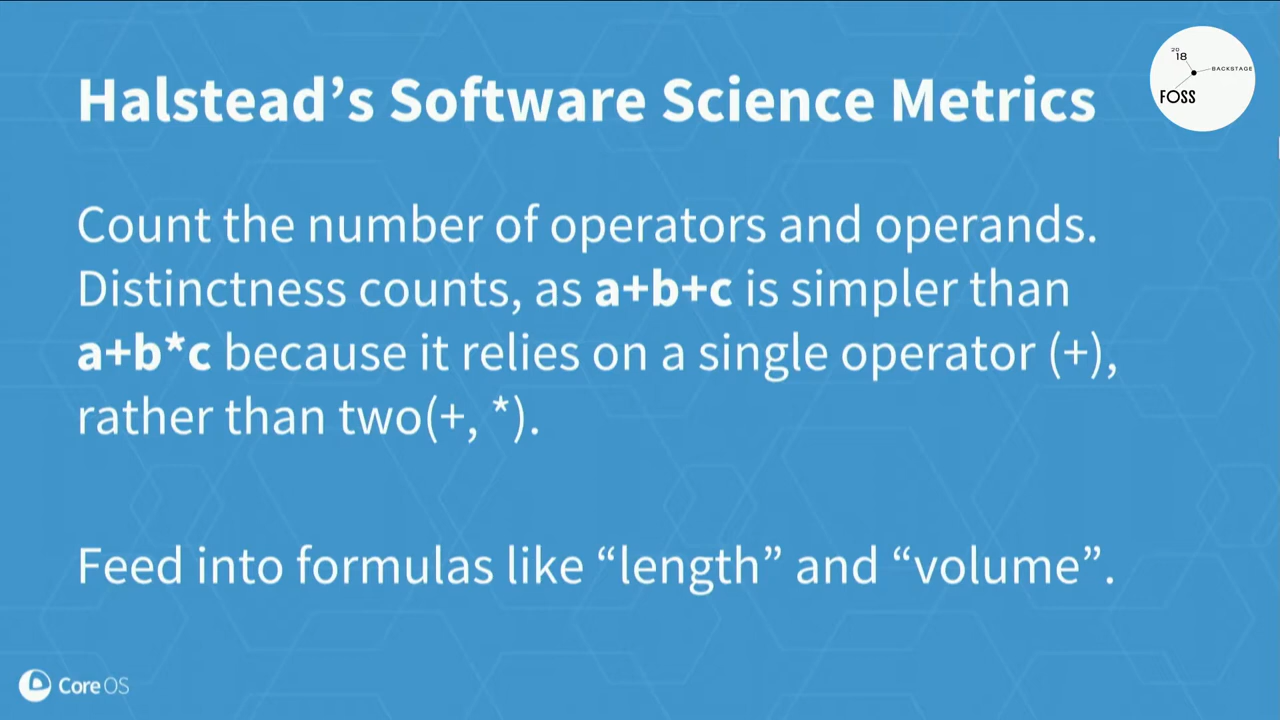 Halstead’s Software Science Metrics
20
18
BACKSTAGE
FOSS
Count the number of operators and operands.
Distinctness counts, as a+b+c is simpler than
a+b*c because it relies on a single operator (+),
rather than two(+, *).
Feed into formulas like “length” and “volume”.
CoreOS